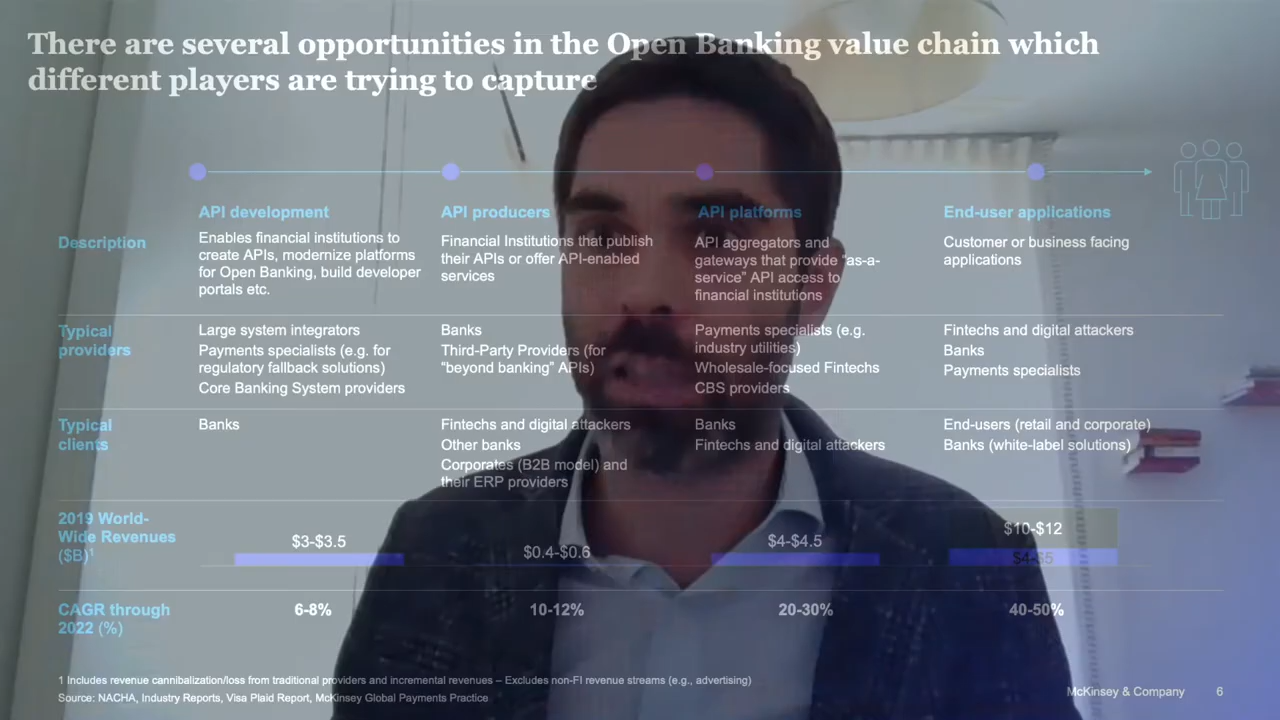 There are several opportunities in the Open Banking value chain which
different players are trying to capture
API development
API producers
API platforms
End-user applications
Description
Enables financial institutions to
create APIs, modernize platforms
for Open Banking, build developer
portals etc.
Financial Institutions that publish
their APIs or offer API-enabled
services
API aggregators and
gateways that provide “as-a-
service” API access to
financial institutions
Customer or business facing
applications
Typical
providers
Large system integrators
Payments specialists (e.g. for
regulatory fallback solutions)
Core Banking System providers
Banks
Third-Party Providers (for
“beyond banking” APIs)
Payments specialists (e.g.
industry utilities)
Wholesale-focused Fintechs
CBS providers
Fintechs and digital attackers
Banks
Payments specialists
Typical
clients
Banks
Fintechs and digital attackers
Other banks
Corporates (B2B model) and
their ERP providers
Banks
Fintechs and digital attackers
End-users (retail and corporate)
Banks (white-label solutions)
2019 World-
Wide Revenues
($B)1
$3-$3.5
$0.4-$0.6
$4-$4.5
$10-$12
$4-$5
CAGR through
2022 (%)
6-8%
10-12%
20-30%
40-50%
1 Includes revenue cannibalization/loss from traditional providers and incremental revenues – Excludes non-FI revenue streams (e.g., advertising)
Source: NACHA, Industry Reports, Visa Plaid Report, McKinsey Global Payments Practice
McKinsey & Company
6